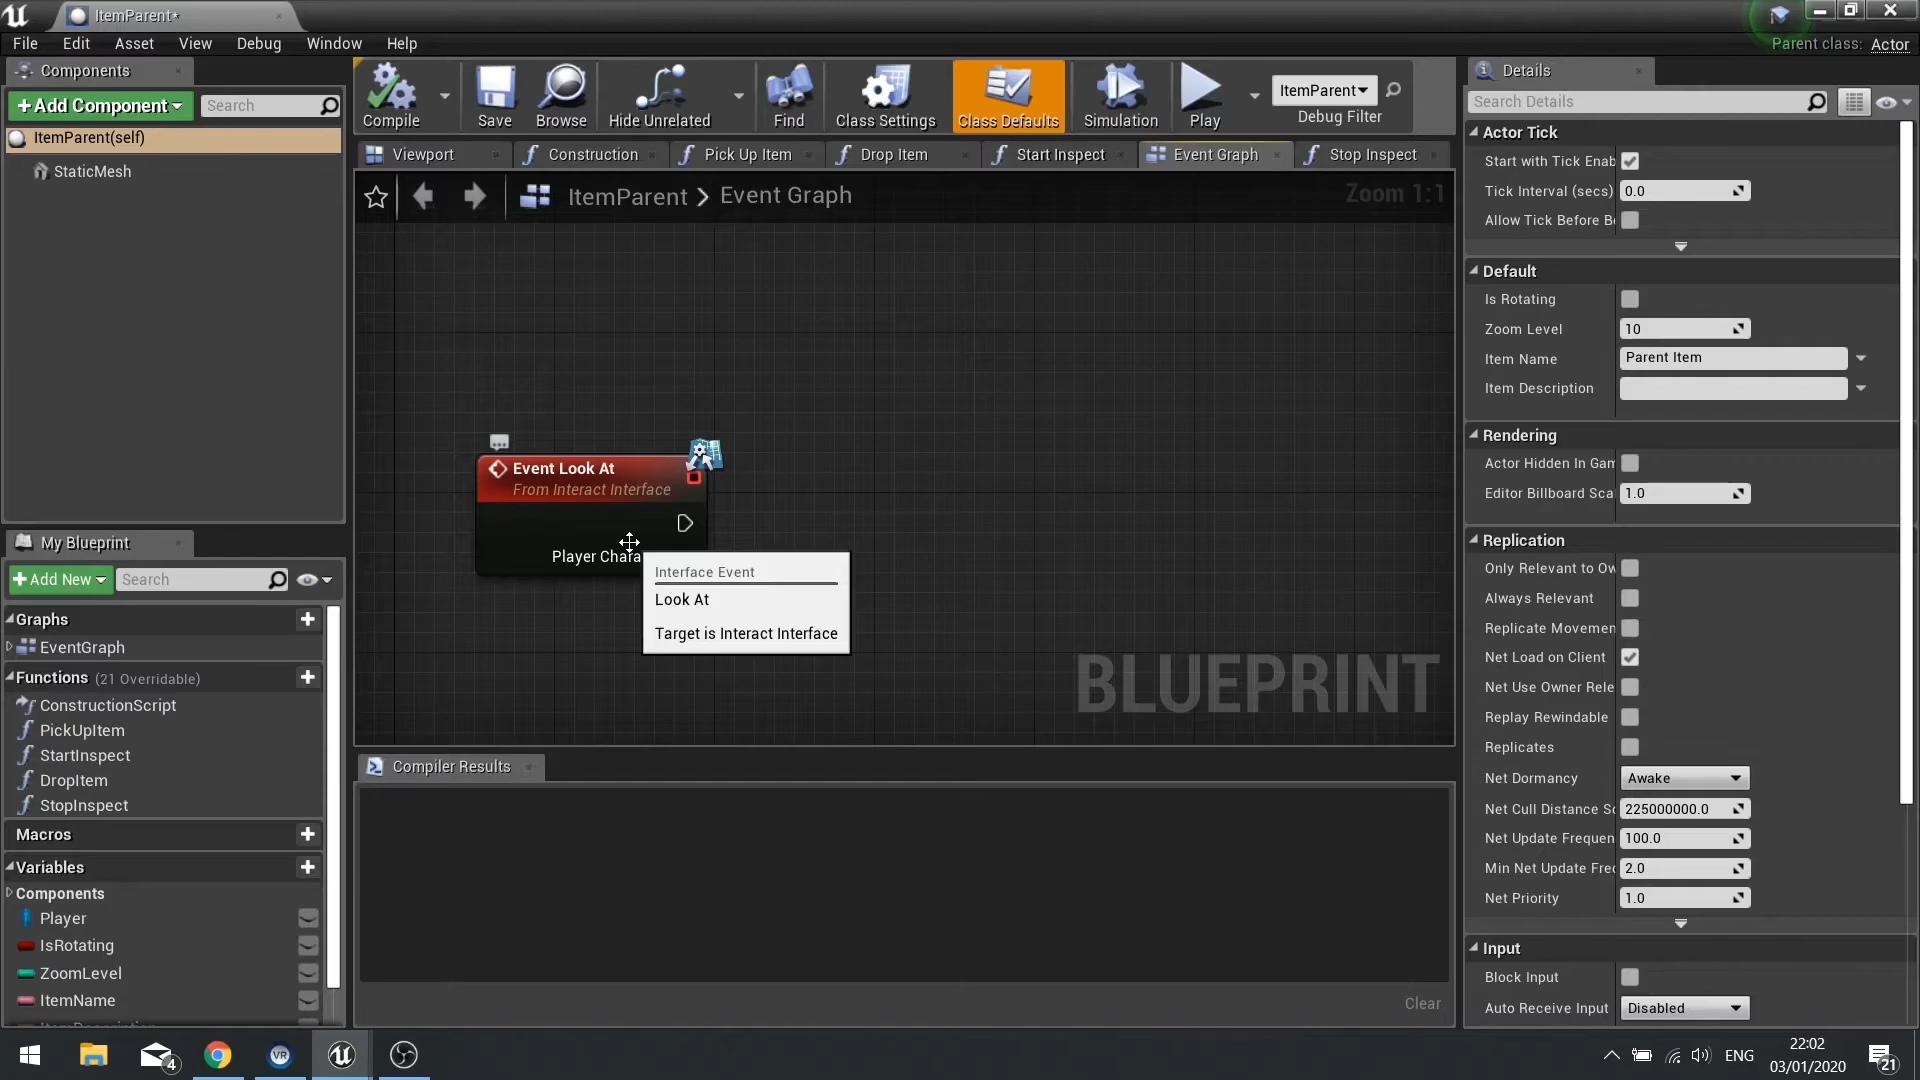 ItemParent*
File Edit Asset View Debug Window Help
Parent class: Actor
Components
+Add Component
Search
ItemParent(self)
StaticMesh
Compile
Save
Browse
Hide Unrelated
Find
Class Settings
Class Defaults
Simulation
Play
ItemParent
Debug Filter
Viewport
Construction
Pick Up Item
Drop Item
Start Inspect
Event Graph
Stop Inspect
ItemParent > Event Graph
Zoom 1:1
Event Look At
From Interact Interface
Player Chara
Interface Event
Look At
Target is Interact Interface
BLUEPRINT
Compiler Results
Clear
My Blueprint
+Add New
Search
Graphs
EventGraph
Functions (21 Overridable)
ConstructionScript
PickUpItem
StartInspect
DropItem
StopInspect
Macros
Variables
Components
Player
IsRotating
ZoomLevel
ItemName
Details
Search Details
Actor Tick
Start with Tick Enab
Tick Interval (secs) 0.0
Allow Tick Before Be
Default
Is Rotating
Zoom Level 10
Item Name Parent Item
Item Description
Rendering
Actor Hidden In Gam
Editor Billboard Sca 1.0
Replication
Only Relevant to Ow
Always Relevant
Replicate Movemen
Net Load on Client
Net Use Owner Rele
Replay Rewindable
Replicates
Net Dormancy Awake
Net Cull Distance Sq 225000000.0
Net Update Frequen 100.0
Min Net Update Fred 2.0
Net Priority 1.0
Input
Block Input
Auto Receive Input Disabled
4
VR
ENG
22:02
03/01/2020
21